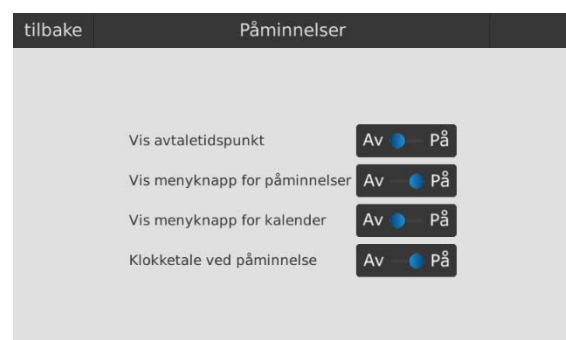 tilbake Påminnelser
Vis avtaletidspunkt Av På
Vis menyknapp for påminnelser Av På
Vis menyknapp for kalender Av På
Klokketale ved påminnelse Av På